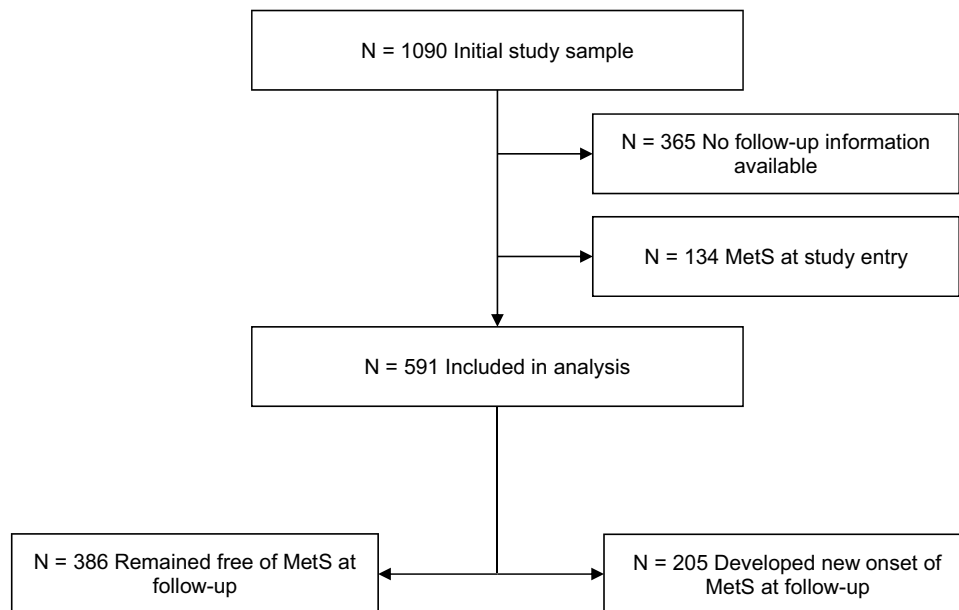 N = 1090 Initial study sample
N = 365 No follow-up information
available
N = 134 MetS at study entry
N = 591 Included in analysis
N = 386 Remained free of MetS at
follow-up
N = 205 Developed new onset of
MetS at follow-up